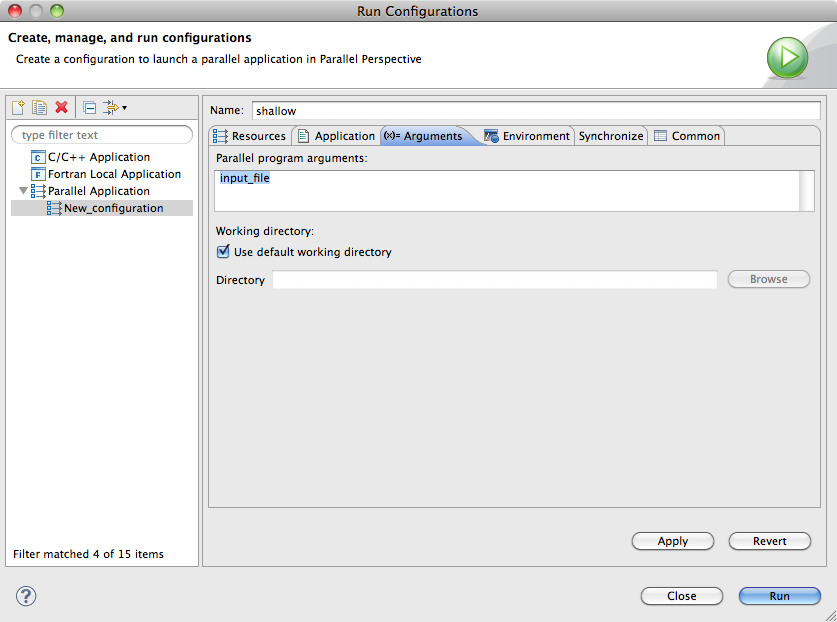 Run Configurations
Create, manage, and run configurations
Create a configuration to launch a parallel application in Parallel Perspective
type filter text
C/C++ Application
Fortran Local Application
Parallel Application
New_configuration
Filter matched 4 of 15 items
Name: shallow
Resources Application (x)= Arguments Environment Synchronize Common
Parallel program arguments:
input_file
Working directory:
Use default working directory
Directory Browse
Apply Revert
? Close Run